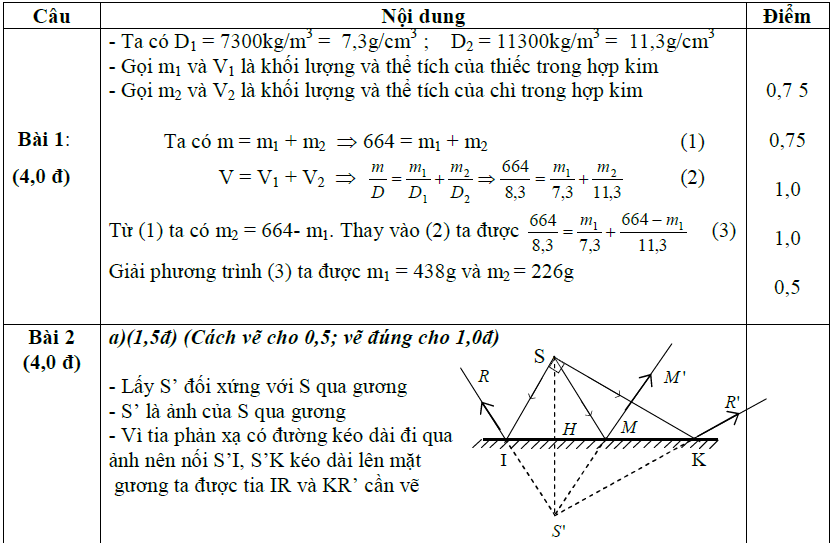 Câu Nội dung Điểm
- Ta có D₁ = 7300kg/m³ = 7,3g/cm³ ; D₂ = 11300kg/m³ = 11,3g/cm³
- Gọi m₁ và V₁ là khối lượng và thể tích của thiếc trong hợp kim
- Gọi m₂ và V₂ là khối lượng và thể tích của chì trong hợp kim 0,7 5
Bài 1: Ta có m = m₁ + m₂ ⇒ 664 = m₁ + m₂ (1) 0,75
(4,0 đ) V = V₁ + V₂ ⇒ m/D = m₁/D₁ + m₂/D₂ ⇒ 664/8,3 = m₁/7,3 + m₂/11,3 (2) 1,0
Từ (1) ta có m₂ = 664- m₁. Thay vào (2) ta được 664/8,3 = m₁/7,3 + (664 – m₁)/11,3 (3) 1,0
Giải phương trình (3) ta được m₁ = 438g và m₂ = 226g 0,5
Bài 2 a)(1,5đ) (Cách vẽ cho 0,5; vẽ đúng cho 1,0đ)
(4,0 đ)
- Lấy S' đối xứng với S qua gương
- S' là ảnh của S qua gương
- Vì tia phản xạ có đường kéo dài đi qua
ảnh nên nối S'I, S'K kéo dài lên mặt
gương ta được tia IR và KR' cần vẽ
S
R M'
R'
H M
I K
S'